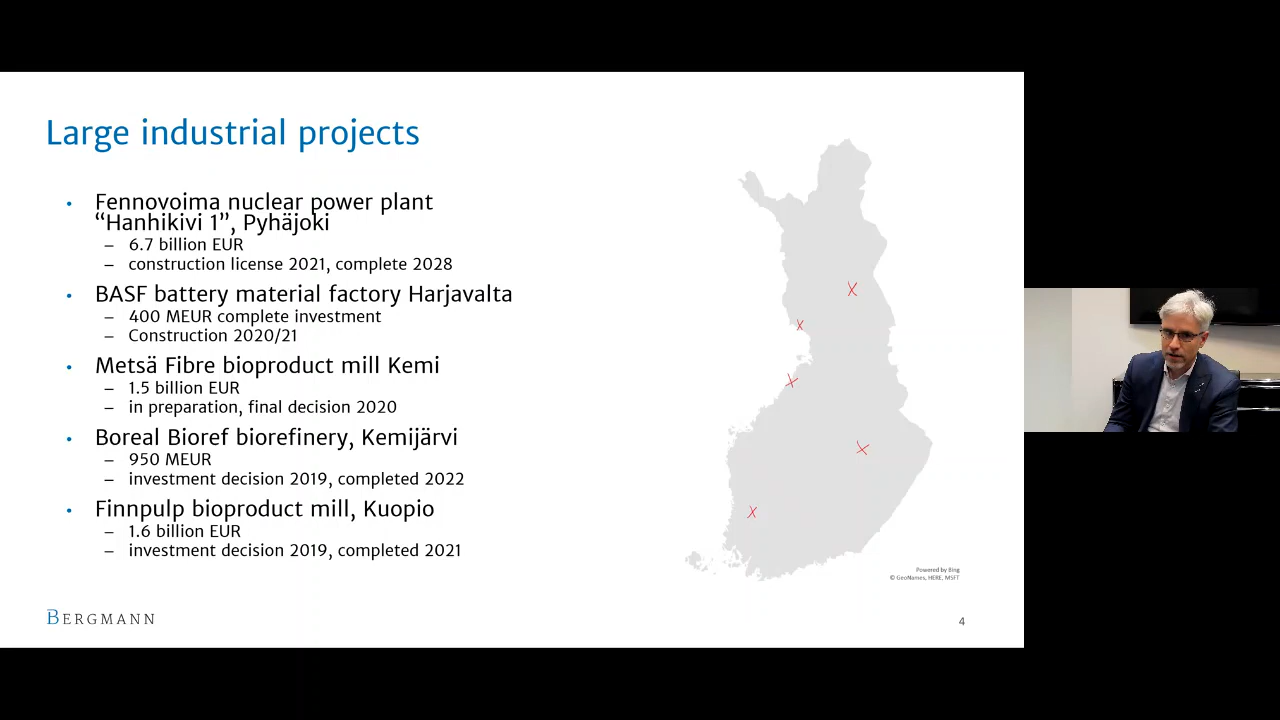 Large industrial projects
• Fennovoima nuclear power plant
“Hanhikivi 1”, Pyhäjoki
– 6.7 billion EUR
– construction license 2021, complete 2028
• BASF battery material factory Harjavalta
– 400 MEUR complete investment
– Construction 2020/21
• Metsä Fibre bioproduct mill Kemi
– 1.5 billion EUR
– in preparation, final decision 2020
• Boreal Bioref biorefinery, Kemijärvi
– 950 MEUR
– investment decision 2019, completed 2022
• Finnpulp bioproduct mill, Kuopio
– 1.6 billion EUR
– investment decision 2019, completed 2021
Powered by Bing
© GeoNames, HERE, MSFT
BERGMANN
4